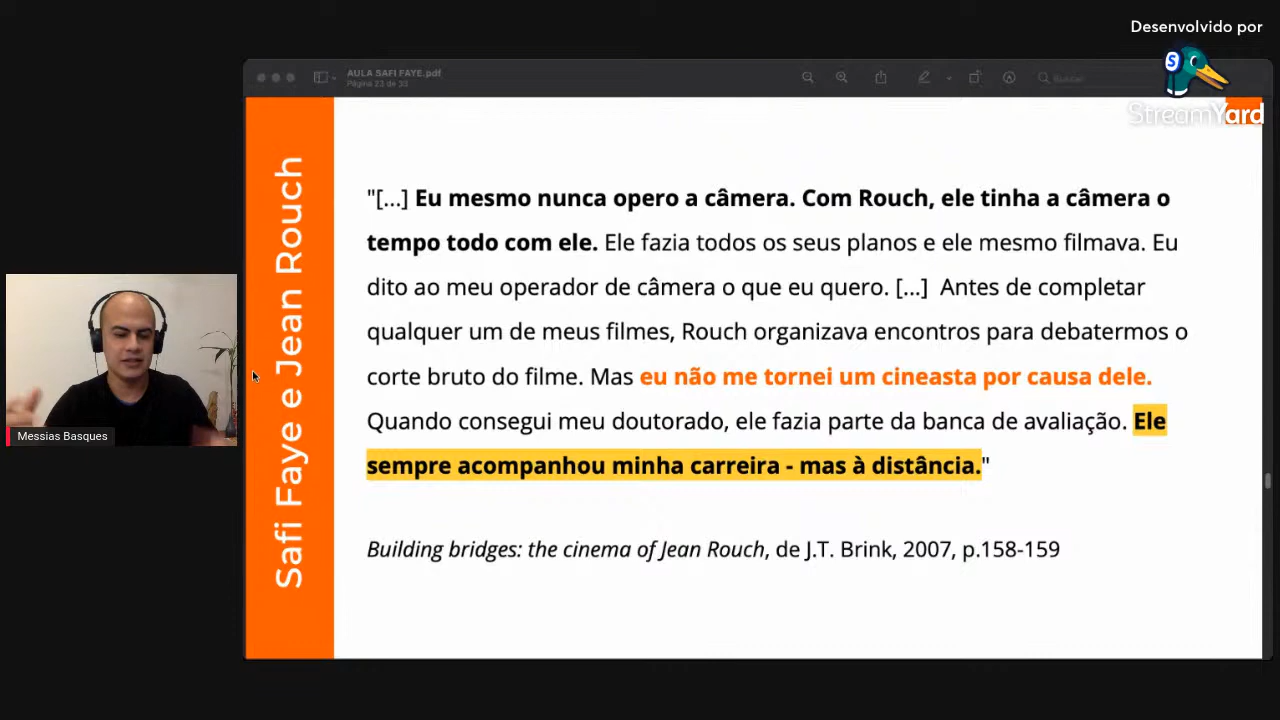 Desenvolvido por
StreamYard
AULA SAFI FAYE.pdf
Página 23 de 33
Buscar
Safi Faye e Jean Rouch
"[...] Eu mesmo nunca opero a câmera. Com Rouch, ele tinha a câmera o
tempo todo com ele. Ele fazia todos os seus planos e ele mesmo filmava. Eu
dito ao meu operador de câmera o que eu quero. [...] Antes de completar
qualquer um de meus filmes, Rouch organizava encontros para debatermos o
corte bruto do filme. Mas eu não me tornei um cineasta por causa dele.
Quando consegui meu doutorado, ele fazia parte da banca de avaliação. Ele
sempre acompanhou minha carreira - mas à distância."
Building bridges: the cinema of Jean Rouch, de J.T. Brink, 2007, p.158-159
Messias Basques